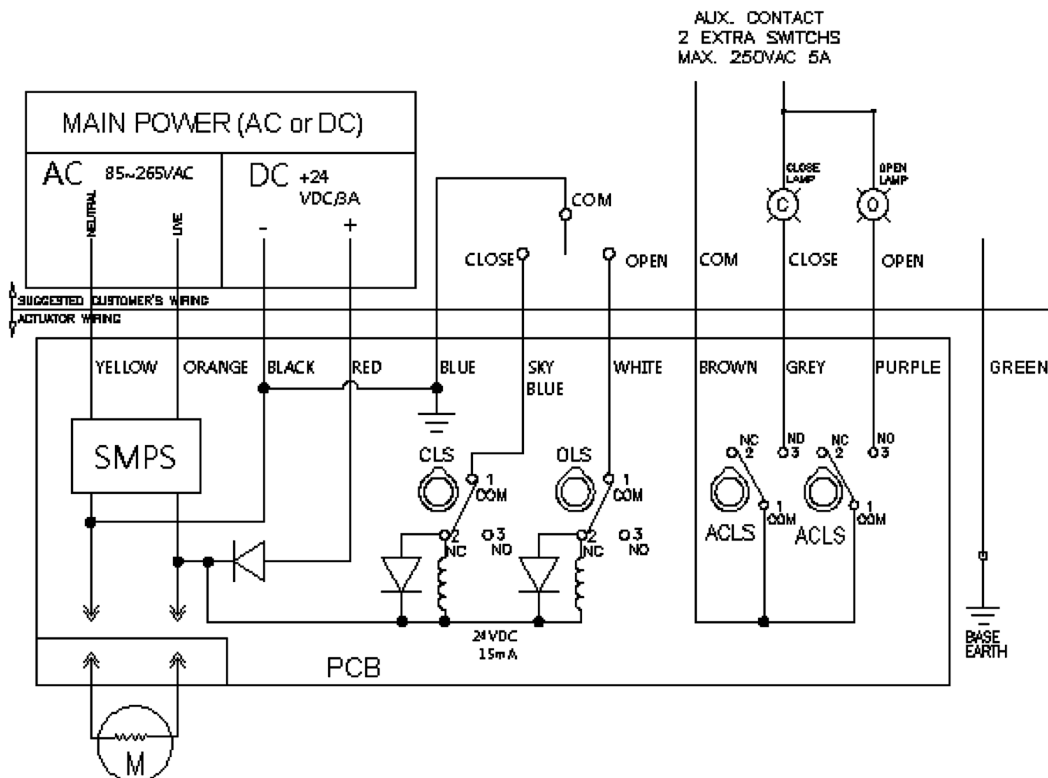 AUX. CONTACT
2 EXTRA SWITCHS
MAX. 250VAC 5A
MAIN POWER (AC or DC)
AC 85~265VAC
DC +24
VDC/3A
NEUTRAL
LIVE
- +
COM
CLOSE
OPEN
CLOSE
LAMP
OPEN
LAMP
C
O
COM
CLOSE
OPEN
SUGGESTED CUSTOMER'S WIRING
ACTUATOR WIRING
YELLOW
ORANGE
BLACK
RED
BLUE
SKY
BLUE
WHITE
BROWN
GREY
PURPLE
GREEN
SMPS
CLS
1
COM
2
NC
3
NO
OLS
1
COM
2
NC
3
NO
NC
2
NO
3
1
COM
ACLS
NC
2
NO
3
1
COM
ACLS
24VDC
15mA
PCB
BASE
EARTH
M